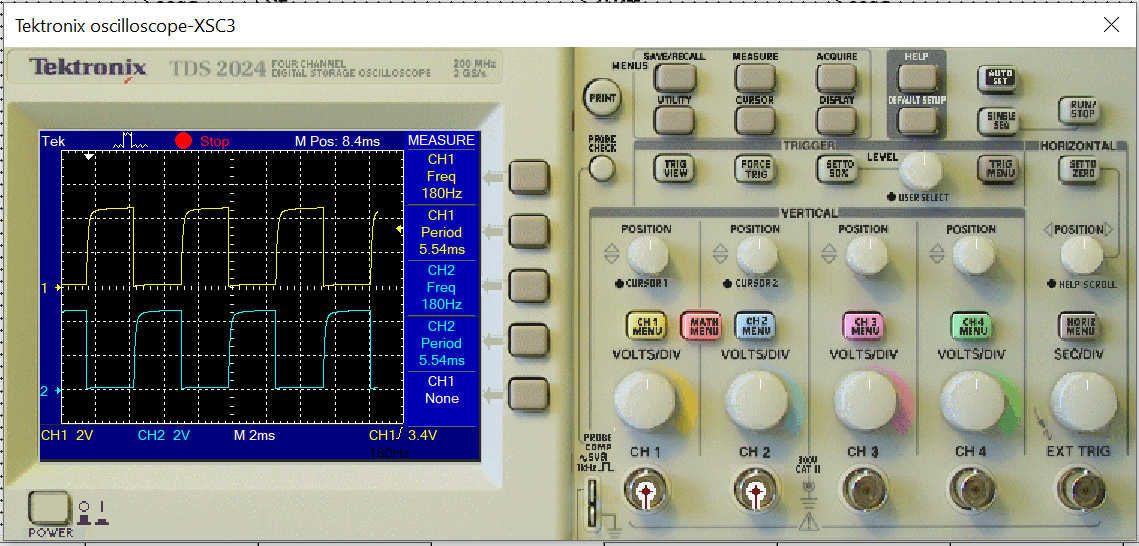 Tektronix oscilloscope-XSC3
Tektronix TDS 2024 FOUR CHANNEL DIGITAL STORAGE OSCILLOSCOPE 200 MHz 2 GS/s
Tek Stop M Pos: 8.4ms MEASURE
CH1
Freq
180Hz
CH1
Period
5.54ms
CH2
Freq
180Hz
CH2
Period
5.54ms
CH1
None
1
2
CH1 2V CH2 2V M 2ms CH1 3.4V
180Hz
POWER
MENUS
SAVE/RECALL MEASURE ACQUIRE HELP
UTILITY CURSOR DISPLAY DEFAULT SETUP
PRINT
AUTO SET
SINGLE SEQ
RUN/ STOP
PROBE CHECK
TRIGGER
TRIG VIEW
FORCE TRIG
SET TO 50%
LEVEL
USER SELECT
TRIG MENU
HORIZONTAL
SET TO ZERO
VERTICAL
POSITION POSITION POSITION POSITION POSITION
CURSOR 1 CURSOR 2 HELP SCROLL
CH 1 MENU
MATH MENU
CH 2 MENU
CH 3 MENU
CH 4 MENU
HORIZ MENU
VOLTS/DIV VOLTS/DIV VOLTS/DIV VOLTS/DIV SEC/DIV
CH 1 CH 2 CH 3 CH 4 EXT TRIG
PROBE COMP
~5V@
1kHz
300V
CAT II